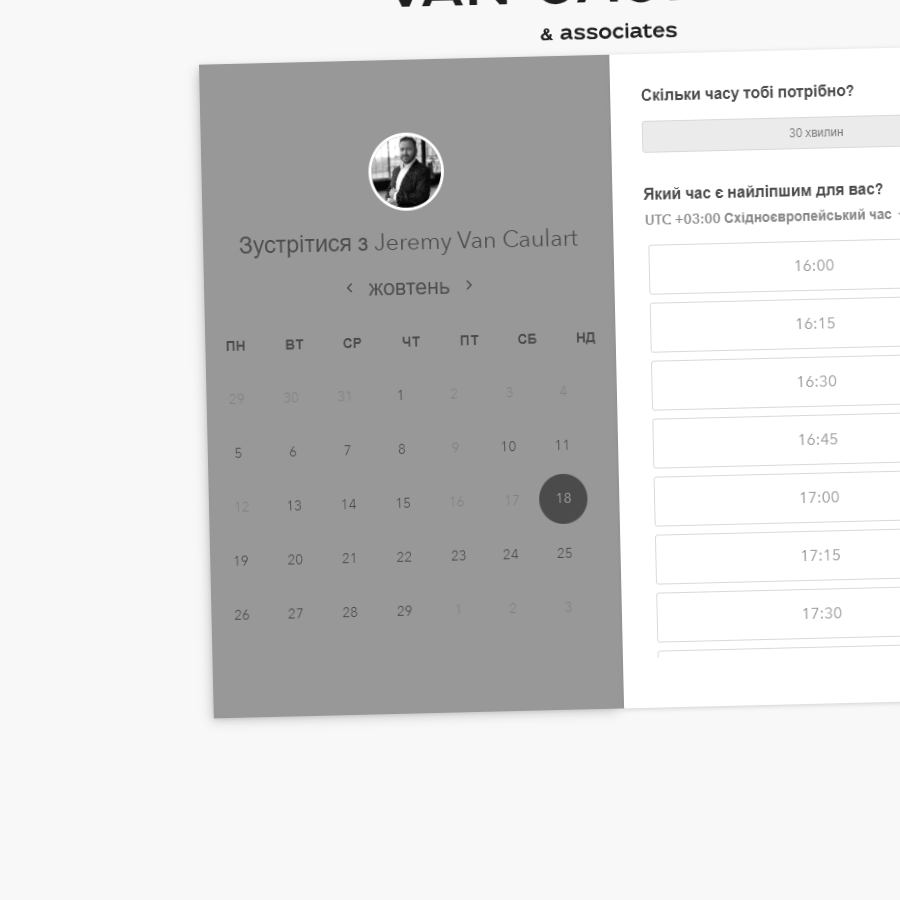 & associates
Зустрітися з Jeremy Van Caulart
‹ жовтень ›
ПН ВТ СР ЧТ ПТ СБ НД
29 30 31 1 2 3 4
5 6 7 8 9 10 11
12 13 14 15 16 17 18
19 20 21 22 23 24 25
26 27 28 29 1 2 3
Скільки часу тобі потрібно?
30 хвилин
Який час є найліпшим для вас?
UTC +03:00 Східноєвропейський час
16:00
16:15
16:30
16:45
17:00
17:15
17:30